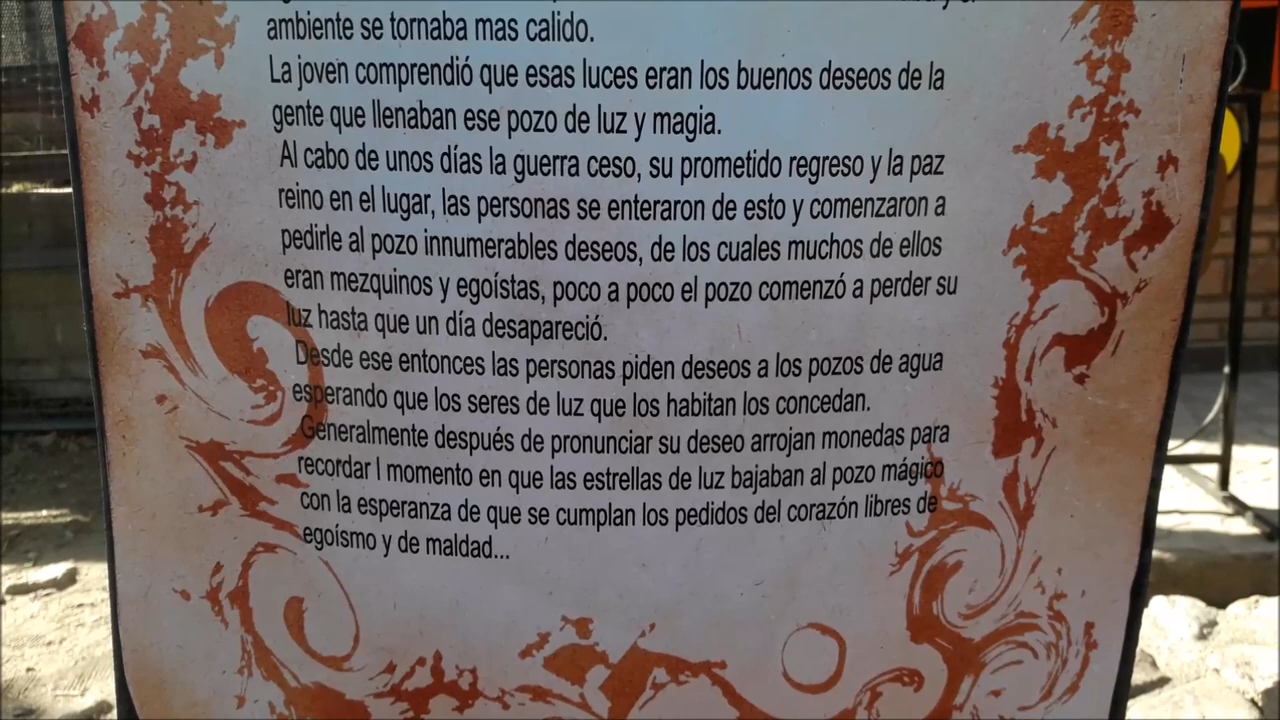 ambiente se tornaba mas calido.
La joven comprendió que esas luces eran los buenos deseos de la
gente que llenaban ese pozo de luz y magia.
Al cabo de unos días la guerra ceso, su prometido regreso y la paz
reino en el lugar, las personas se enteraron de esto y comenzaron a
pedirle al pozo innumerables deseos, de los cuales muchos de ellos
eran mezquinos y egoístas, poco a poco el pozo comenzó a perder su
luz hasta que un día desapareció.
Desde ese entonces las personas piden deseos a los pozos de agua
esperando que los seres de luz que los habitan los concedan.
Generalmente después de pronunciar su deseo arrojan monedas para
recordar l momento en que las estrellas de luz bajaban al pozo mágico
con la esperanza de que se cumplan los pedidos del corazón libres de
egoísmo y de maldad...